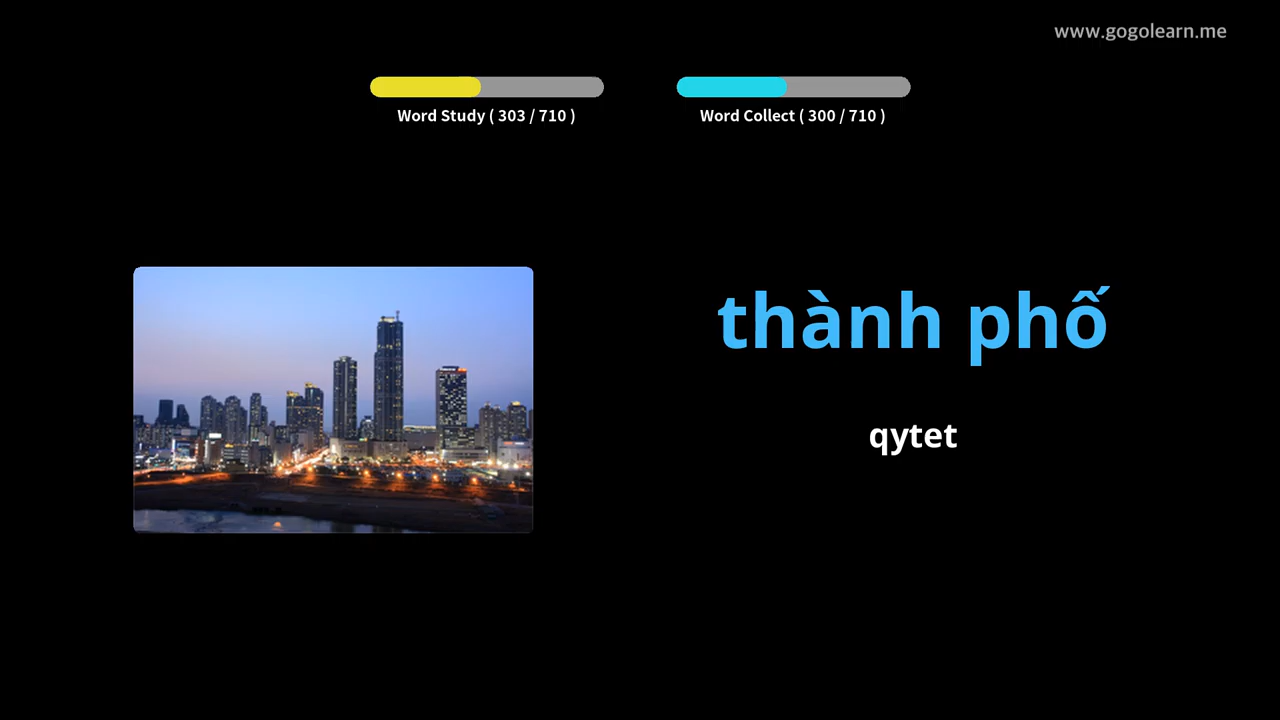 www.gogolearn.me
Word Study ( 303 / 710 )
Word Collect ( 300 / 710 )
thành phố
qytet